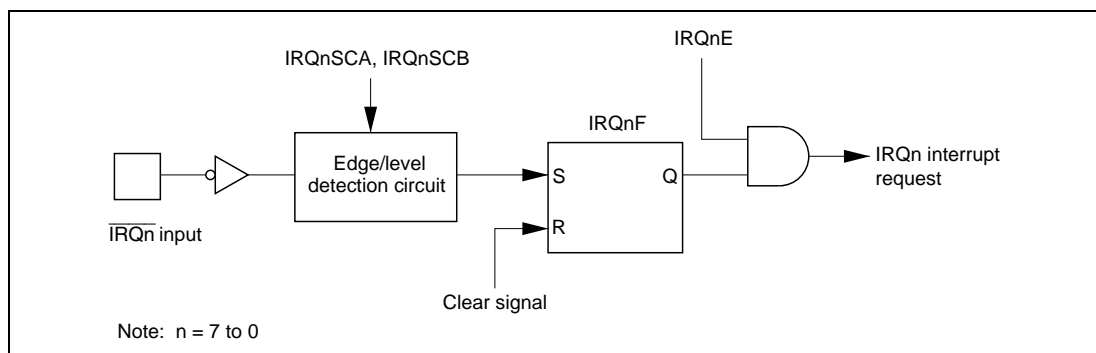 IRQnE
IRQnSCA, IRQnSCB
IRQnF
Edge/level
detection circuit
S
Q
IRQn interrupt
request
R
IRQn input
Clear signal
Note: n = 7 to 0